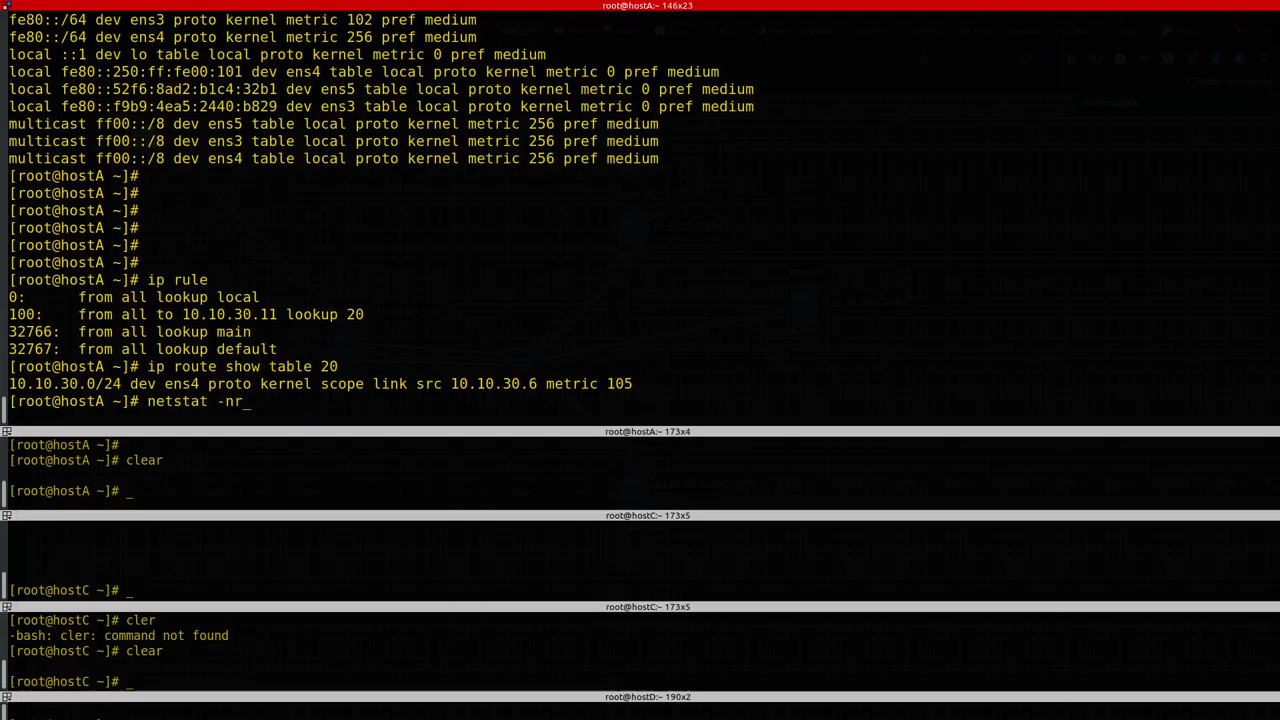 root@hostA:~ 146x23
fe80::/64 dev ens3 proto kernel metric 102 pref medium
fe80::/64 dev ens4 proto kernel metric 256 pref medium
local ::1 dev lo table local proto kernel metric 0 pref medium
local fe80::250:ff:fe00:101 dev ens4 table local proto kernel metric 0 pref medium
local fe80::52f6:8ad2:b1c4:32b1 dev ens5 table local proto kernel metric 0 pref medium
local fe80::f9b9:4ea5:2440:b829 dev ens3 table local proto kernel metric 0 pref medium
multicast ff00::/8 dev ens5 table local proto kernel metric 256 pref medium
multicast ff00::/8 dev ens3 table local proto kernel metric 256 pref medium
multicast ff00::/8 dev ens4 table local proto kernel metric 256 pref medium
[root@hostA ~]#
[root@hostA ~]#
[root@hostA ~]#
[root@hostA ~]#
[root@hostA ~]#
[root@hostA ~]#
[root@hostA ~]# ip rule
0:      from all lookup local
100:    from all to 10.10.30.11 lookup 20
32766:  from all lookup main
32767:  from all lookup default
[root@hostA ~]# ip route show table 20
10.10.30.0/24 dev ens4 proto kernel scope link src 10.10.30.6 metric 105
[root@hostA ~]# netstat -nr_
root@hostA:~ 173x4
[root@hostA ~]#
[root@hostA ~]# clear
[root@hostA ~]# _
root@hostC:~ 173x5
[root@hostC ~]# _
root@hostC:~ 173x5
[root@hostC ~]# cler
-bash: cler: command not found
[root@hostC ~]# clear
[root@hostC ~]# _
root@hostD:~ 190x2